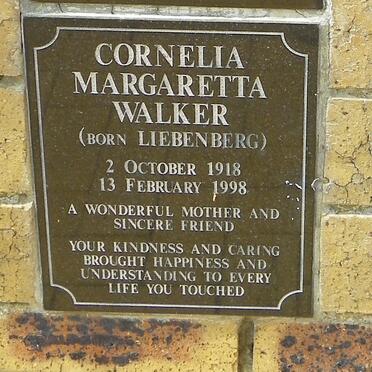 CORNELIA
MARGARETTA
WALKER
(BORN LIEBENBERG)
2 OCTOBER 1918
13 FEBRUARY 1998
A WONDERFUL MOTHER AND
SINCERE FRIEND
YOUR KINDNESS AND CARING
BROUGHT HAPPINESS AND
UNDERSTANDING TO EVERY
LIFE YOU TOUCHED